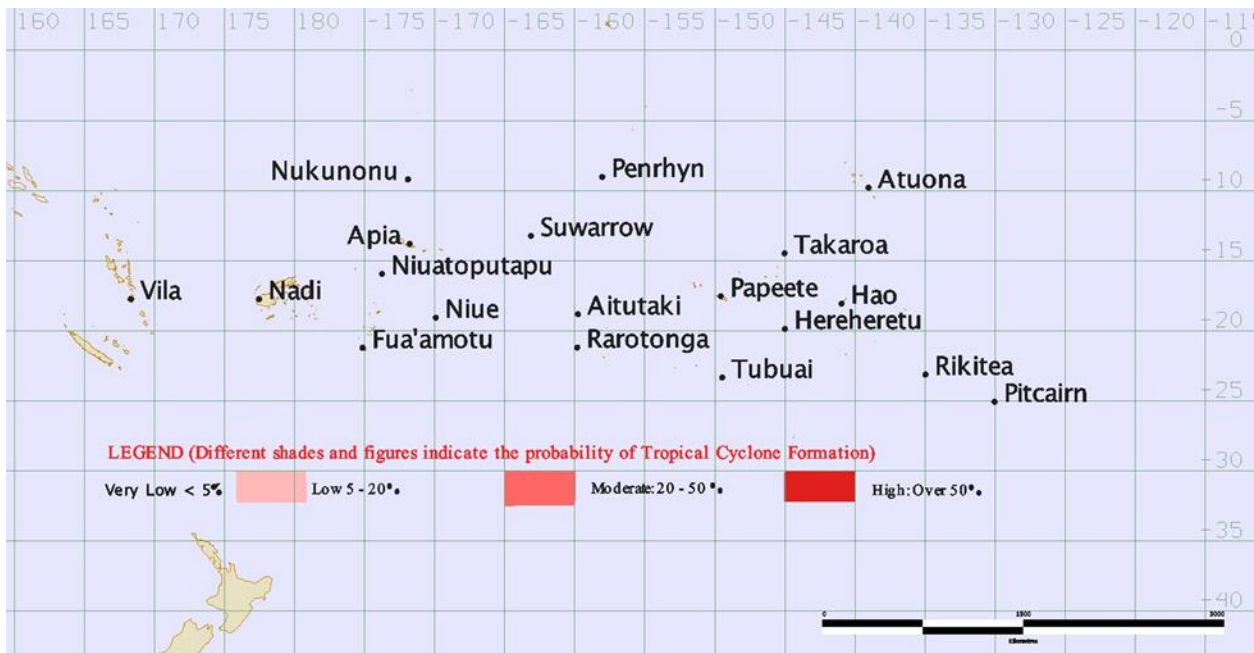 160 165 170 175 180 -175 -170 -165 -160 -155 -150 -145 -140 -135 -130 -125 -120 -115
0
-5
Nukunonu
Penrhyn
Atuona
-10
Suwarrow
Apia
Takaroa
-15
Niuatoputapu
Vila
Nadi
Niue
Aitutaki
Papeete
Hao
Hereheretu
-20
Fua'amotu
Rarotonga
Tubuai
Rikitea
-25
Pitcairn
LEGEND (Different shades and figures indicate the probability of Tropical Cyclone Formation)
-30
Very Low < 5%
Low 5 - 20%
Moderate: 20 - 50 %
High: Over 50%
-35
-40
0 1500 3000
Kilometres